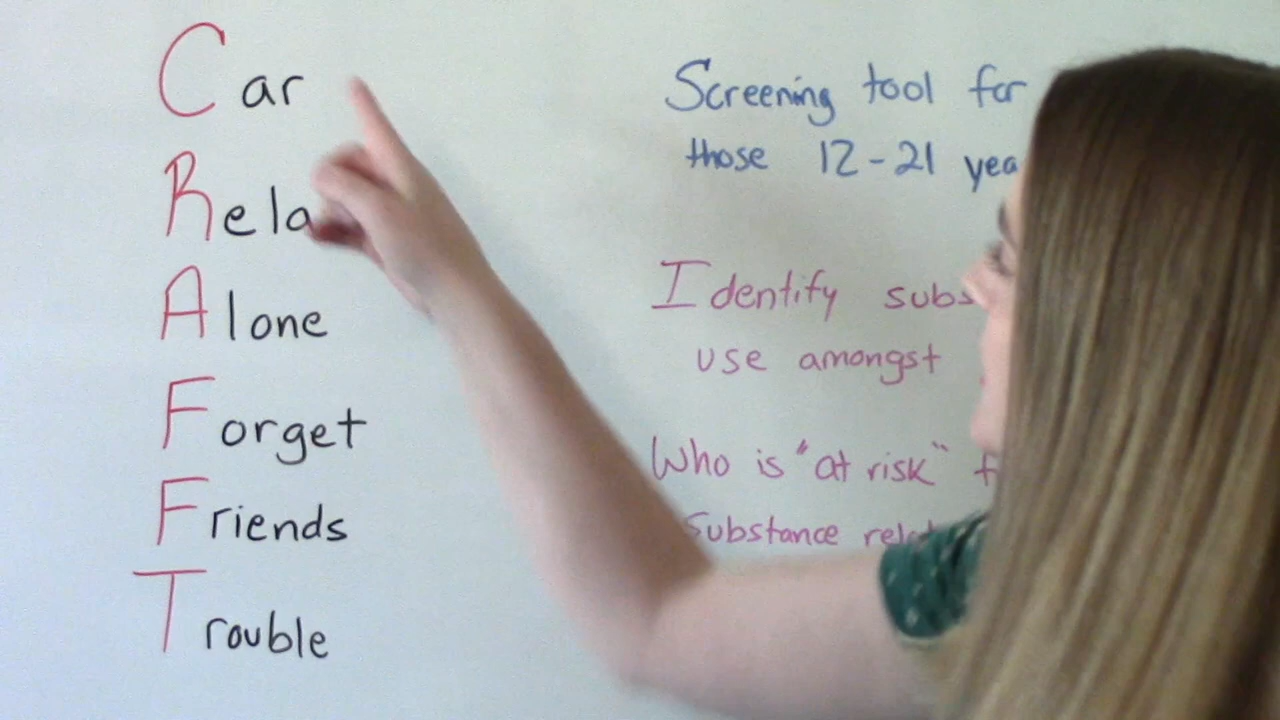 Car
Rela
Alone
Forget
Friends
Trouble
Screening tool for
those 12-21 yea
Identify subs
use amongst
Who is "at risk" f
Substance relat